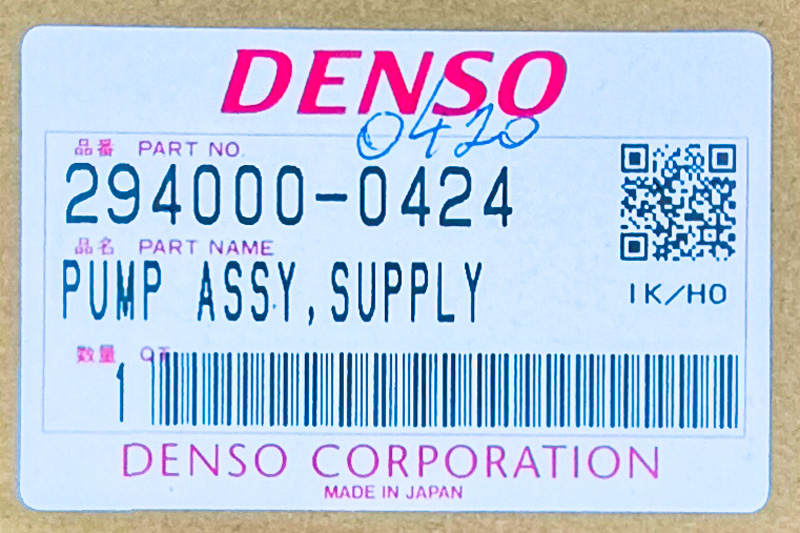 DENSO
0420
品番 PART NO.
294000-0424
品名 PART NAME
PUMP ASSY,SUPPLY
1K/HO
数量 QT
1
DENSO CORPORATION
MADE IN JAPAN